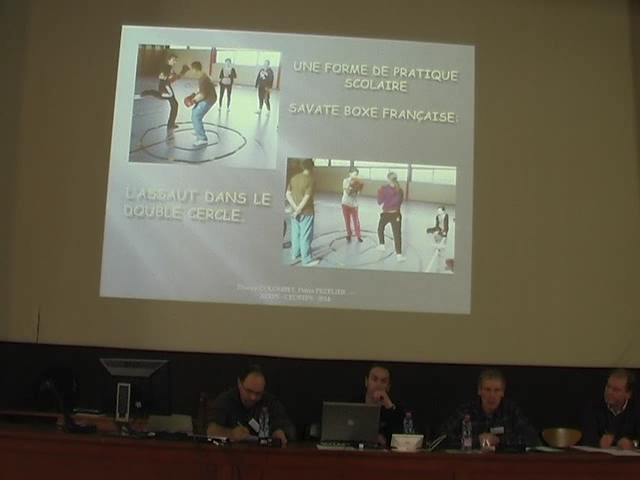 UNE FORME DE PRATIQUE
SCOLAIRE
SAVATE BOXE FRANÇAISE:
L'ASSAUT DANS LE
DOUBLE CERCLE.